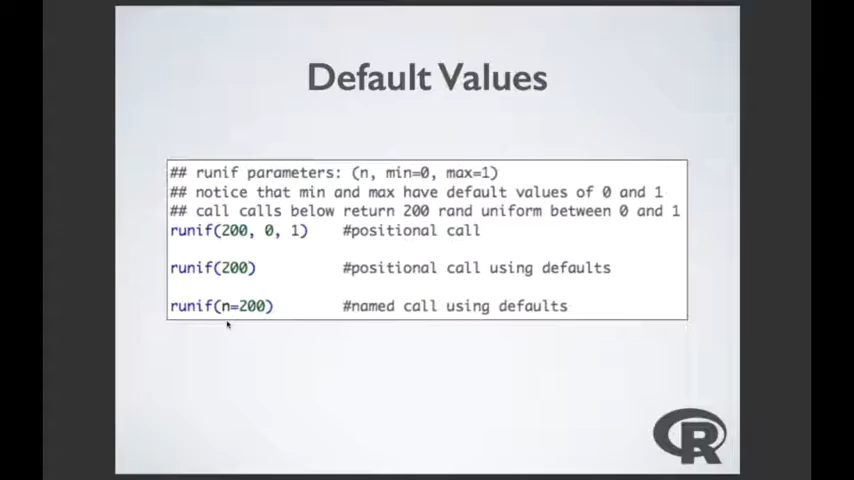 Default Values
## runif parameters: (n, min=0, max=1)
## notice that min and max have default values of 0 and 1
## call calls below return 200 rand uniform between 0 and 1
runif(200, 0, 1) #positional call
runif(200) #positional call using defaults
runif(n=200) #named call using defaults
R